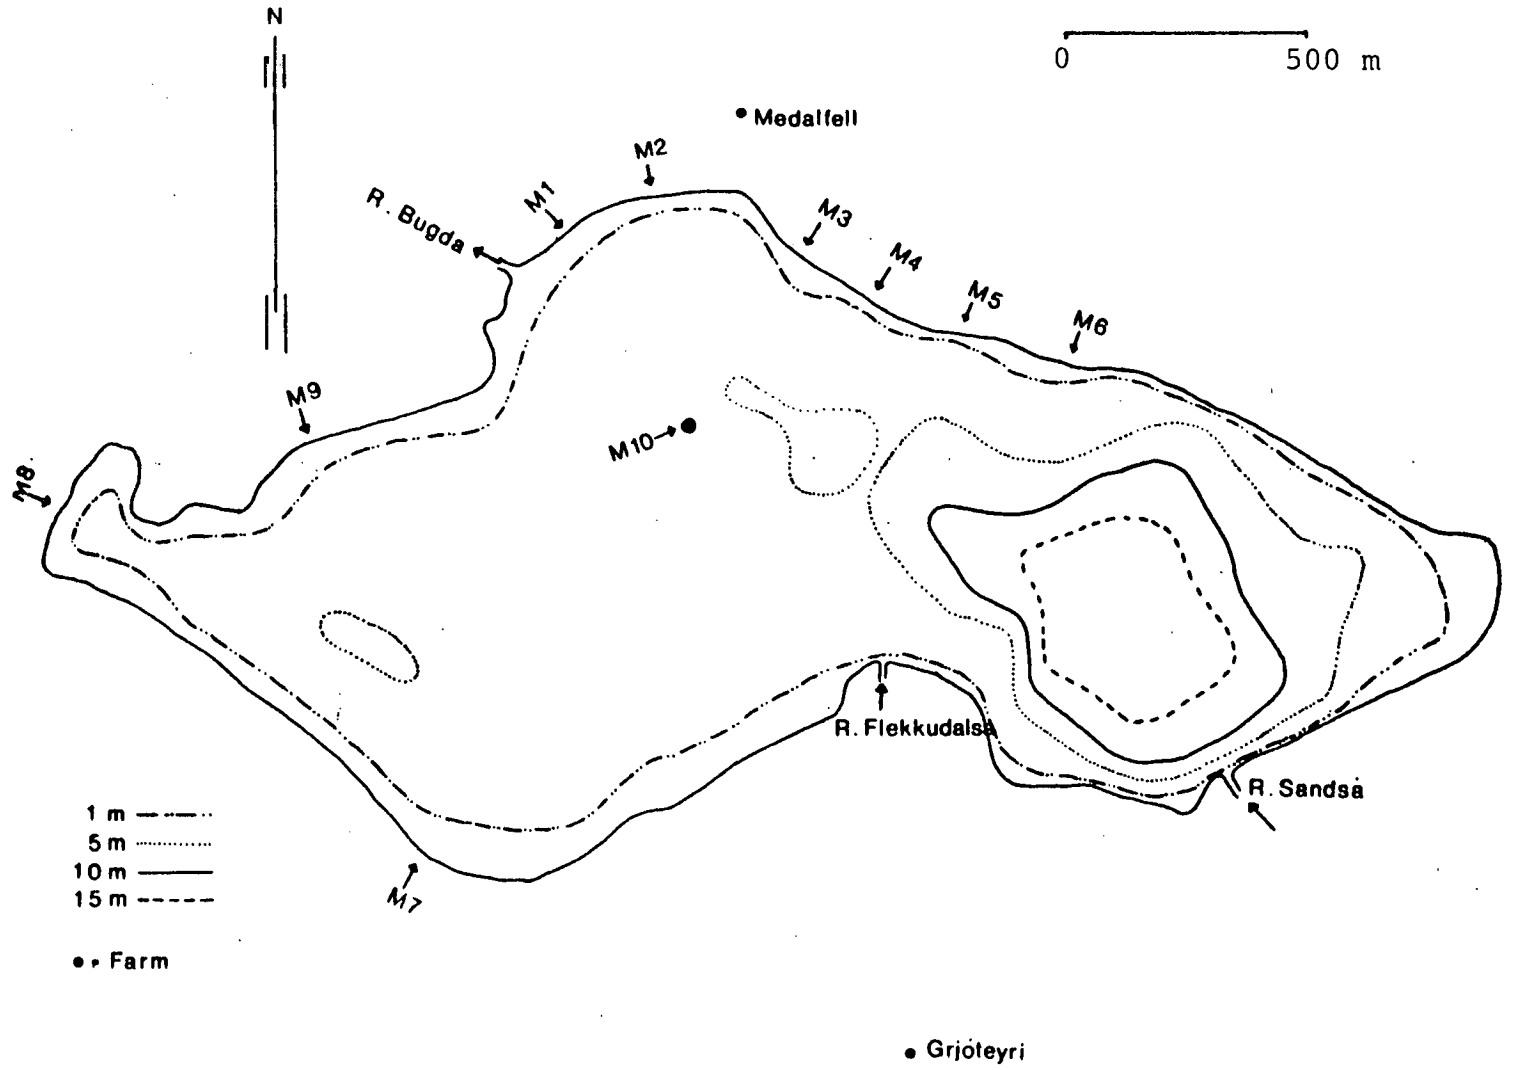 N
0 500 m
Medalfell
M2
M1
R. Bugda
M3
M4
M5
M6
M9
M10
M8
R. Flekkudalsá
R. Sandsá
1 m
5 m
10 m
15 m
M7
Farm
Grjóteyri